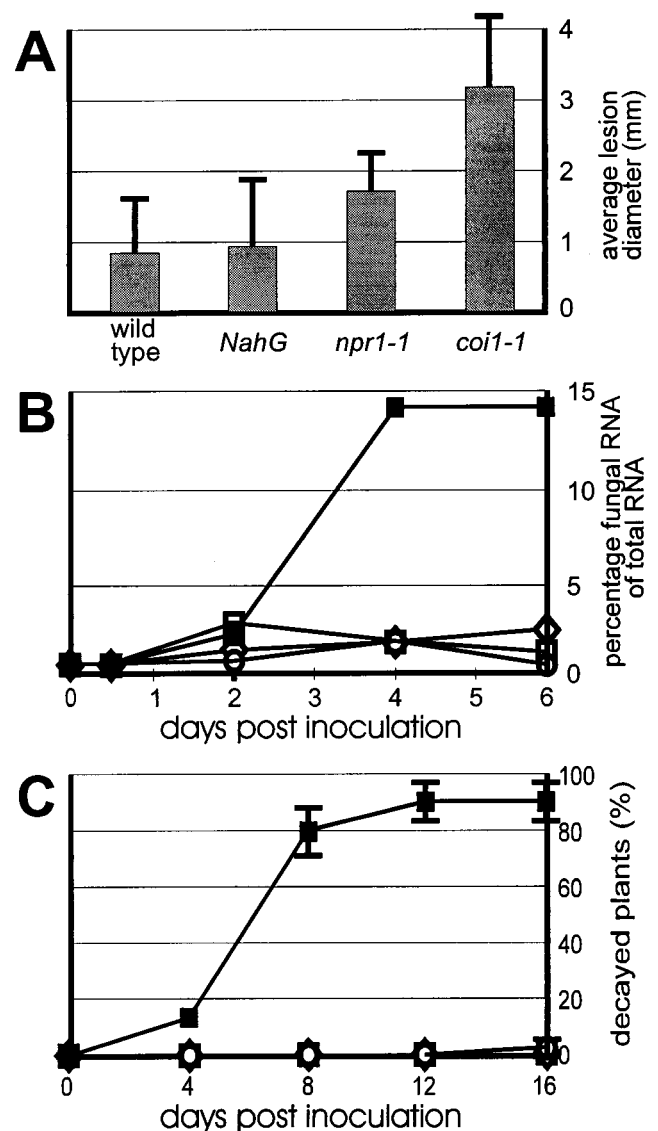 A
4
3
2
1
0
average lesion
diameter (mm)
wild
type
NahG
npr1-1
coi1-1
B
15
10
5
0
percentage fungal RNA
of total RNA
0
1
2
3
4
5
6
days post inoculation
C
100
80
60
40
20
0
decayed plants (%)
0
4
8
12
16
days post inoculation